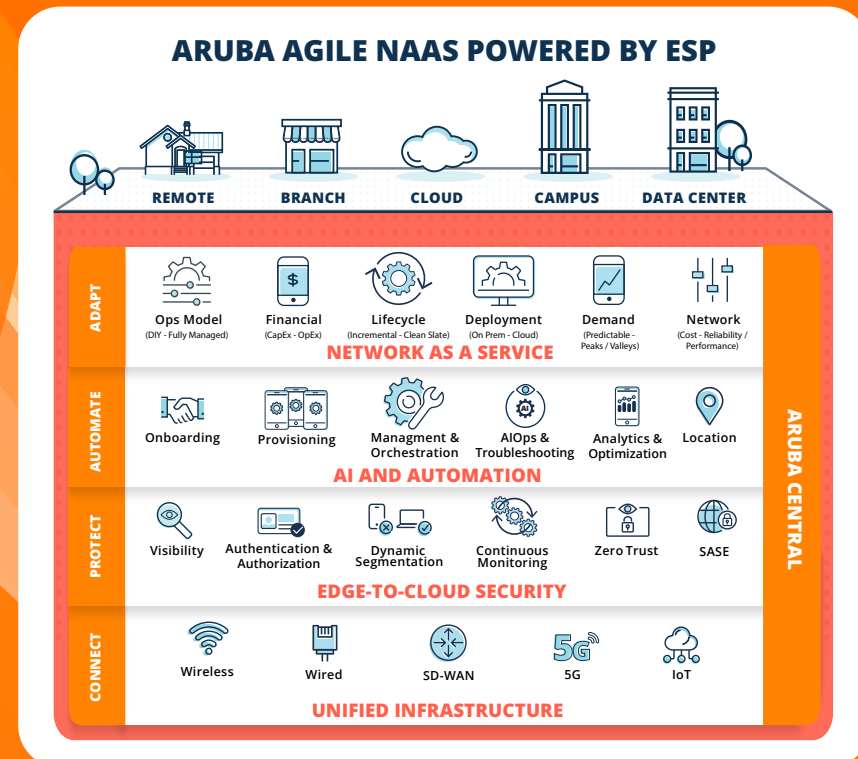 ARUBA AGILE NAAS POWERED BY ESP
REMOTE
BRANCH
CLOUD
CAMPUS
DATA CENTER
ADAPT
$
Ops Model
(DIY - Fully Managed)
Financial
(CapEx - OpEx)
Lifecycle
(Incremental - Clean Slate)
Deployment
(On Prem - Cloud)
Demand
(Predictable -
Peaks / Valleys)
Network
(Cost - Reliability /
Performance)
NETWORK AS A SERVICE
AUTOMATE
AI
Onboarding
Provisioning
Managment &
Orchestration
AIOps &
Troubleshooting
Analytics &
Optimization
Location
AI AND AUTOMATION
PROTECT
Visibility
Authentication &
Authorization
Dynamic
Segmentation
Continuous
Monitoring
Zero Trust
SASE
EDGE-TO-CLOUD SECURITY
CONNECT
5G
Wireless
Wired
SD-WAN
5G
IoT
UNIFIED INFRASTRUCTURE
ARUBA CENTRAL